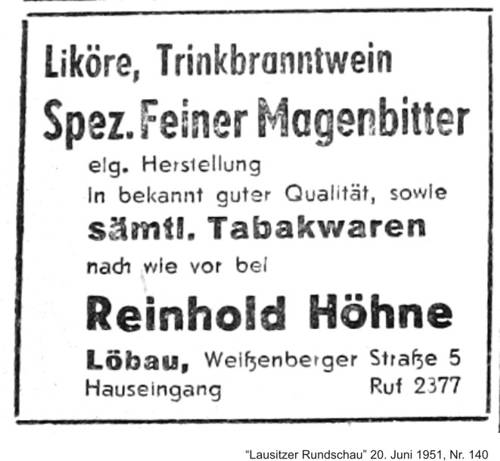 Liköre, Trinkbranntwein
Spez. Feiner Magenbitter
eig. Herstellung
in bekannt guter Qualität, sowie
sämtl. Tabakwaren
nach wie vor bei
Reinhold Höhne
Löbau, Weißenberger Straße 5
Hauseingang Ruf 2377
"Lausitzer Rundschau" 20. Juni 1951, Nr. 140